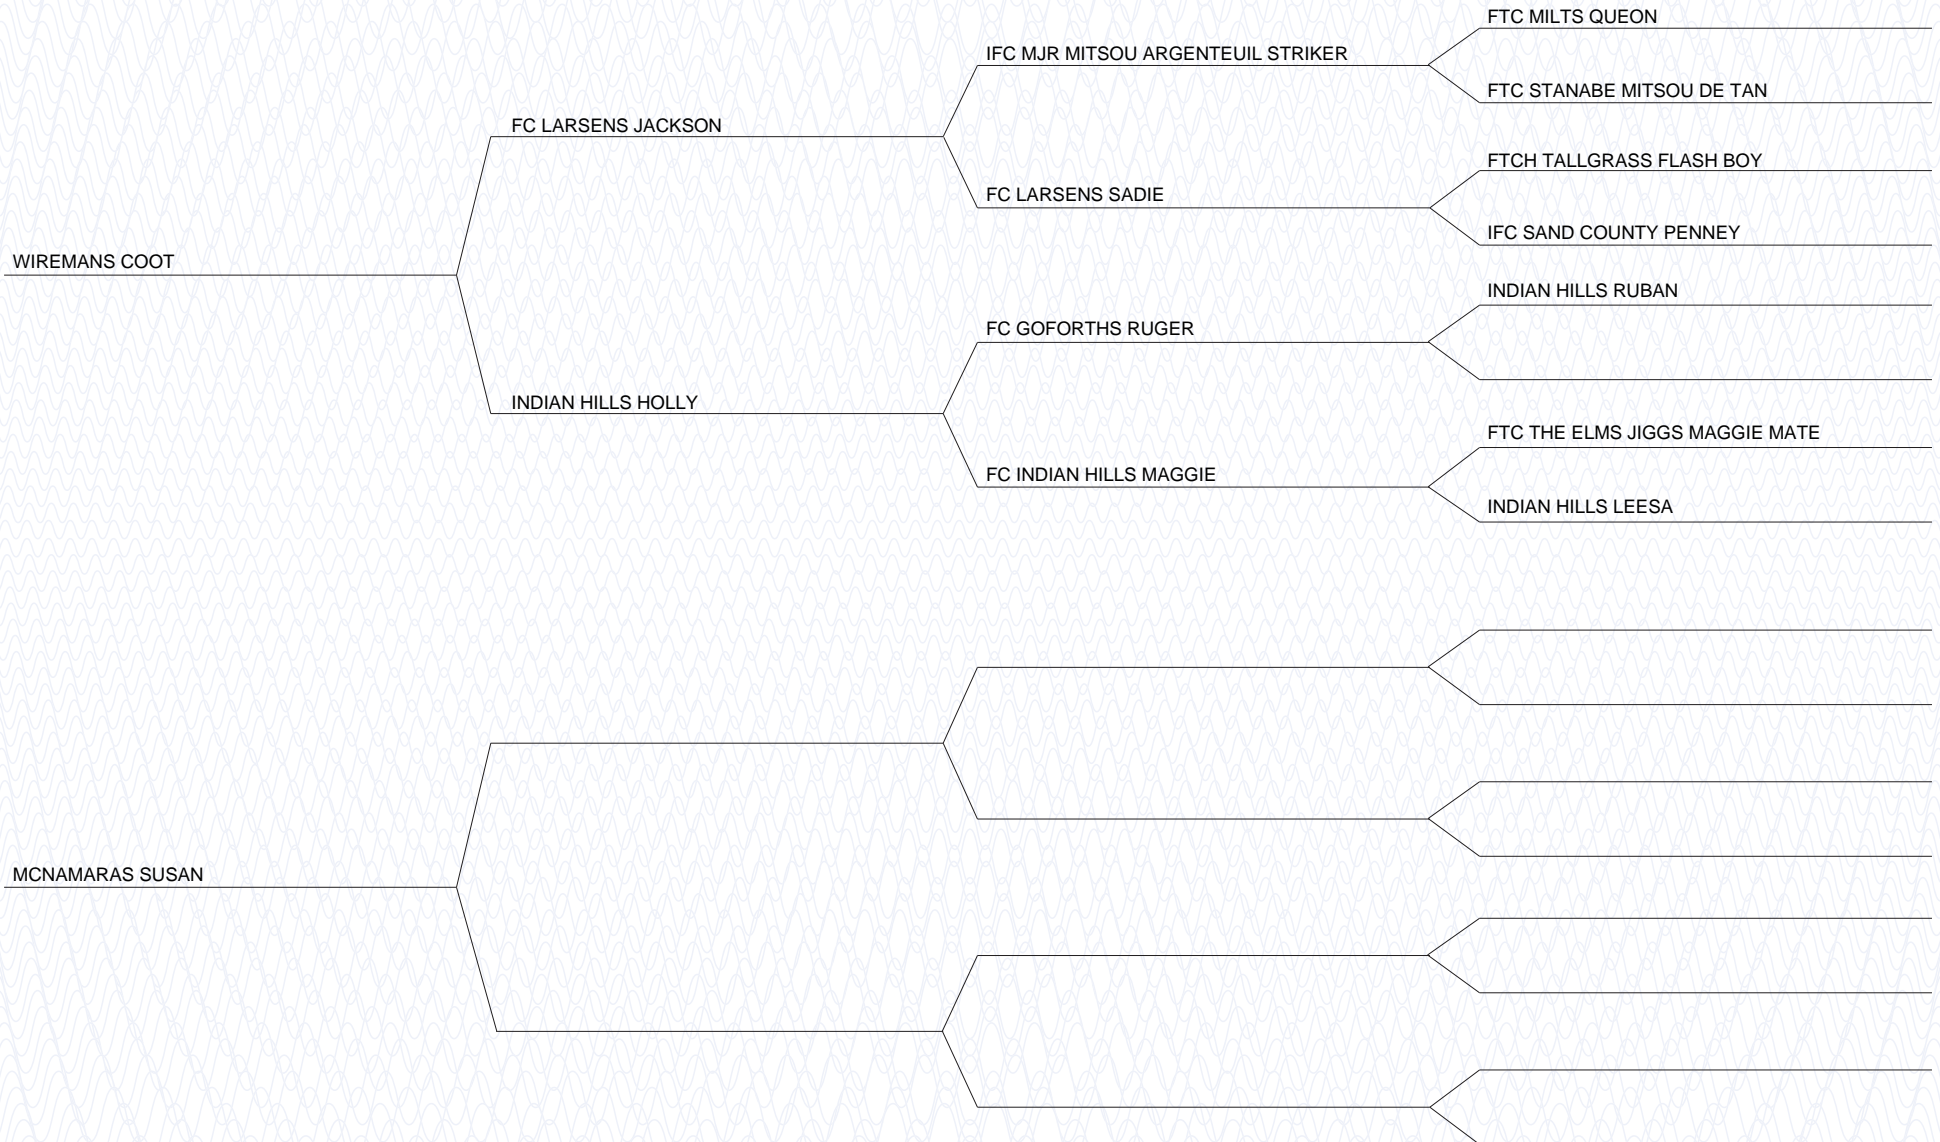 FTC MILTS QUEON
IFC MJR MITSOU ARGENTEUIL STRIKER
FTC STANABE MITSOU DE TAN
FC LARSENS JACKSON
FTCH TALLGRASS FLASH BOY
FC LARSENS SADIE
IFC SAND COUNTY PENNEY
WIREMANS COOT
INDIAN HILLS RUBAN
FC GOFORTHS RUGER
INDIAN HILLS HOLLY
FTC THE ELMS JIGGS MAGGIE MATE
FC INDIAN HILLS MAGGIE
INDIAN HILLS LEESA
MCNAMARAS SUSAN